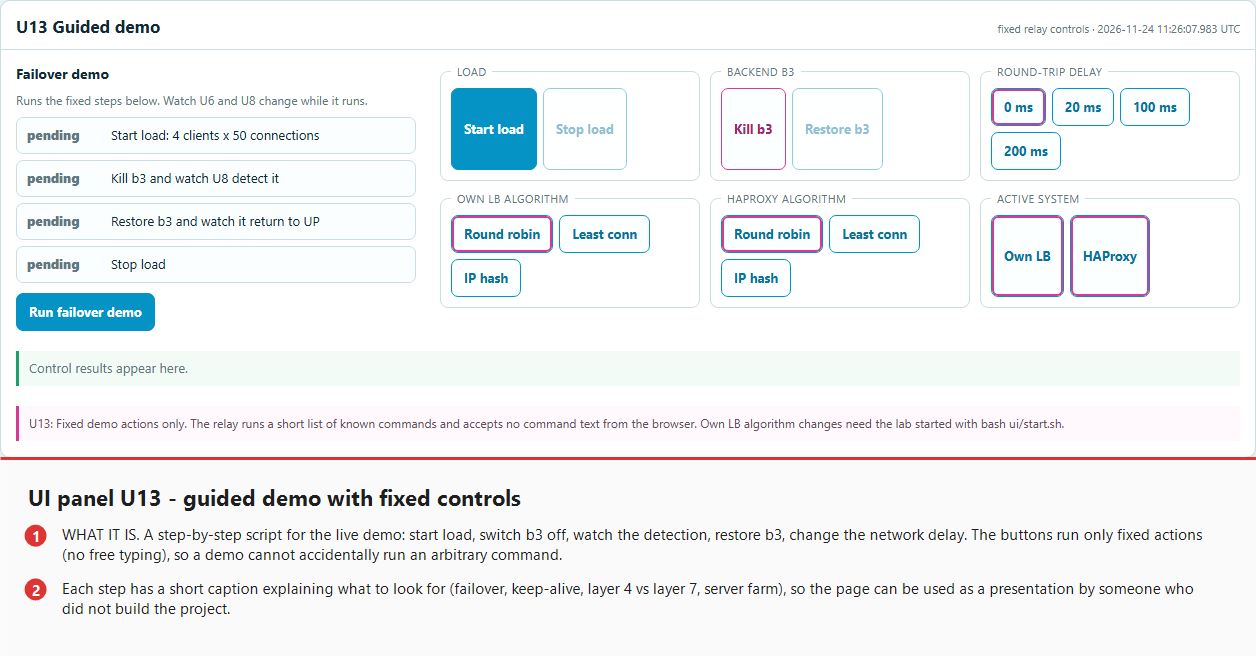 U13 Guided demo
fixed relay controls · 2026-11-24 11:26:07.983 UTC
Failover demo
Runs the fixed steps below. Watch U6 and U8 change while it runs.
pending Start load: 4 clients x 50 connections
pending Kill b3 and watch U8 detect it
pending Restore b3 and watch it return to UP
pending Stop load
Run failover demo
LOAD
Start load Stop load
BACKEND B3
Kill b3 Restore b3
ROUND-TRIP DELAY
0 ms 20 ms 100 ms
200 ms
OWN LB ALGORITHM
Round robin Least conn
IP hash
HAPROXY ALGORITHM
Round robin Least conn
IP hash
ACTIVE SYSTEM
Own LB HAProxy
Control results appear here.
U13: Fixed demo actions only. The relay runs a short list of known commands and accepts no command text from the browser. Own LB algorithm changes need the lab started with bash ui/start.sh.
UI panel U13 - guided demo with fixed controls
1 WHAT IT IS. A step-by-step script for the live demo: start load, switch b3 off, watch the detection, restore b3, change the network delay. The buttons run only fixed actions
(no free typing), so a demo cannot accidentally run an arbitrary command.
2 Each step has a short caption explaining what to look for (failover, keep-alive, layer 4 vs layer 7, server farm), so the page can be used as a presentation by someone who
did not build the project.